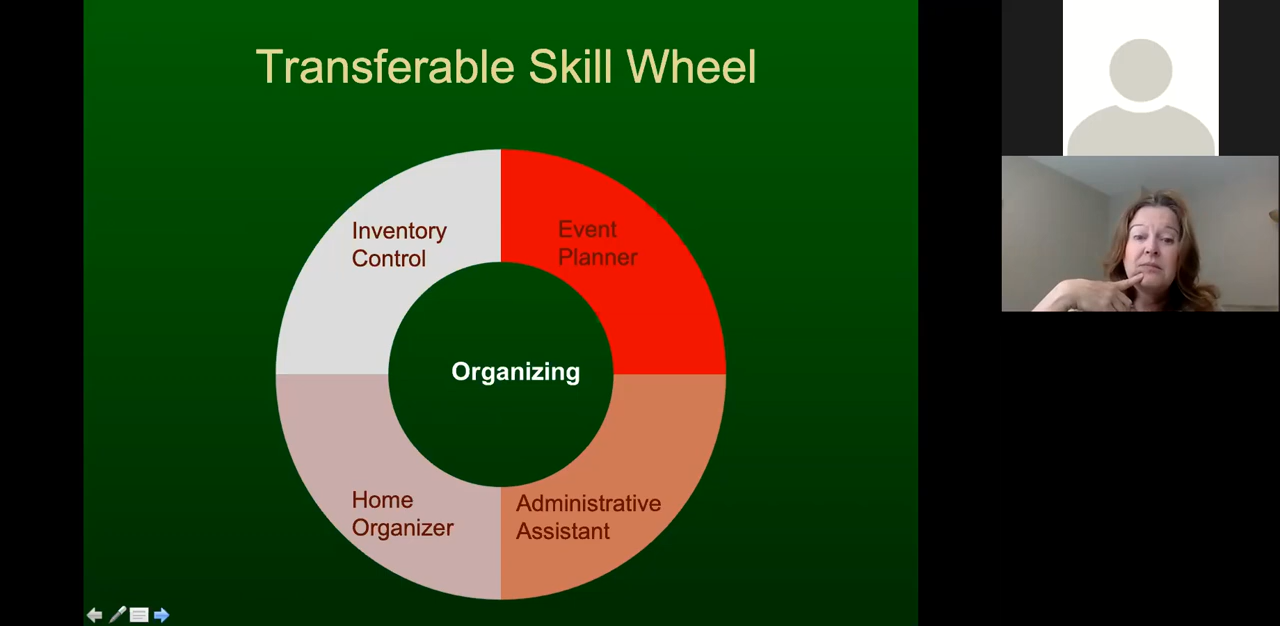 Transferable Skill Wheel
Inventory
Control
Event
Planner
Organizing
Home
Organizer
Administrative
Assistant